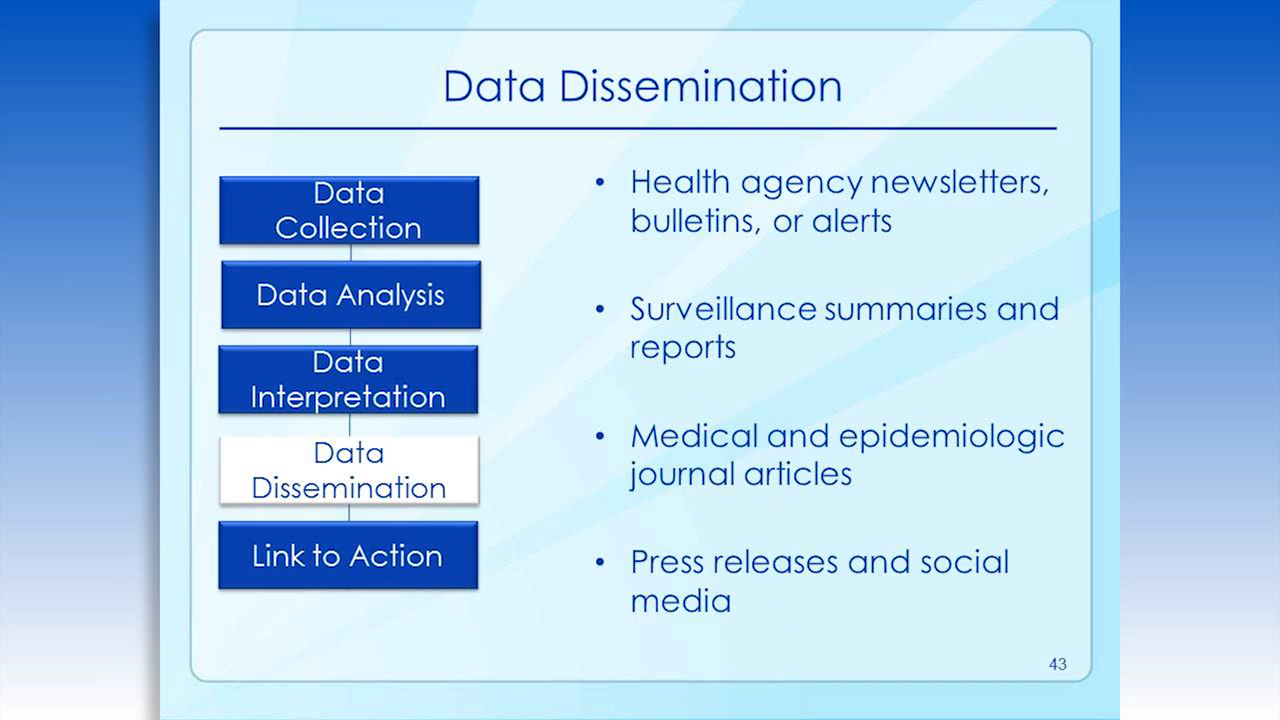 Data Dissemination
Data
Collection
Data Analysis
Data
Interpretation
Data
Dissemination
Link to Action
• Health agency newsletters,
bulletins, or alerts
• Surveillance summaries and
reports
• Medical and epidemiologic
journal articles
• Press releases and social
media
43